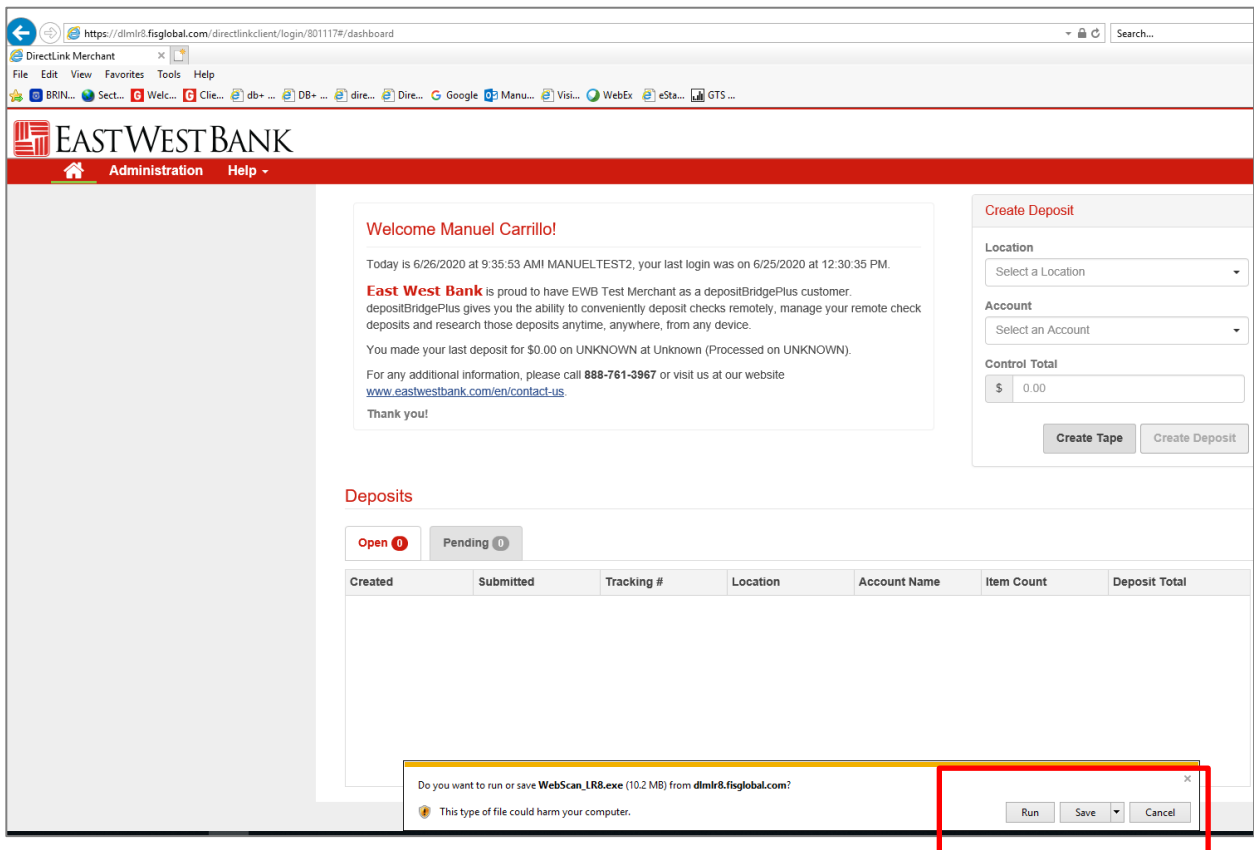 https://dlmlr8.fisglobal.com/directlinkclient/login/801117#/dashboard
Search...
DirectLink Merchant
File Edit View Favorites Tools Help
BRIN... Sect... Welc... Clie... db+ ... DB+ ... dire... Dire... Google Manu... Visi... WebEx eSta... GTS ...
EAST WEST BANK
Administration Help
Welcome Manuel Carrillo!
Today is 6/26/2020 at 9:35:53 AM! MANUELTEST2, your last login was on 6/25/2020 at 12:30:35 PM.
East West Bank is proud to have EWB Test Merchant as a depositBridgePlus customer.
depositBridgePlus gives you the ability to conveniently deposit checks remotely, manage your remote check
deposits and research those deposits anytime, anywhere, from any device.
You made your last deposit for $0.00 on UNKNOWN at Unknown (Processed on UNKNOWN).
For any additional information, please call 888-761-3967 or visit us at our website
www.eastwestbank.com/en/contact-us.
Thank you!
Create Deposit
Location
Select a Location
Account
Select an Account
Control Total
$ 0.00
Create Tape Create Deposit
Deposits
Open 0 Pending 0
Created Submitted Tracking # Location Account Name Item Count Deposit Total
Do you want to run or save WebScan_LR8.exe (10.2 MB) from dlmlr8.fisglobal.com?
This type of file could harm your computer.
Run Save Cancel